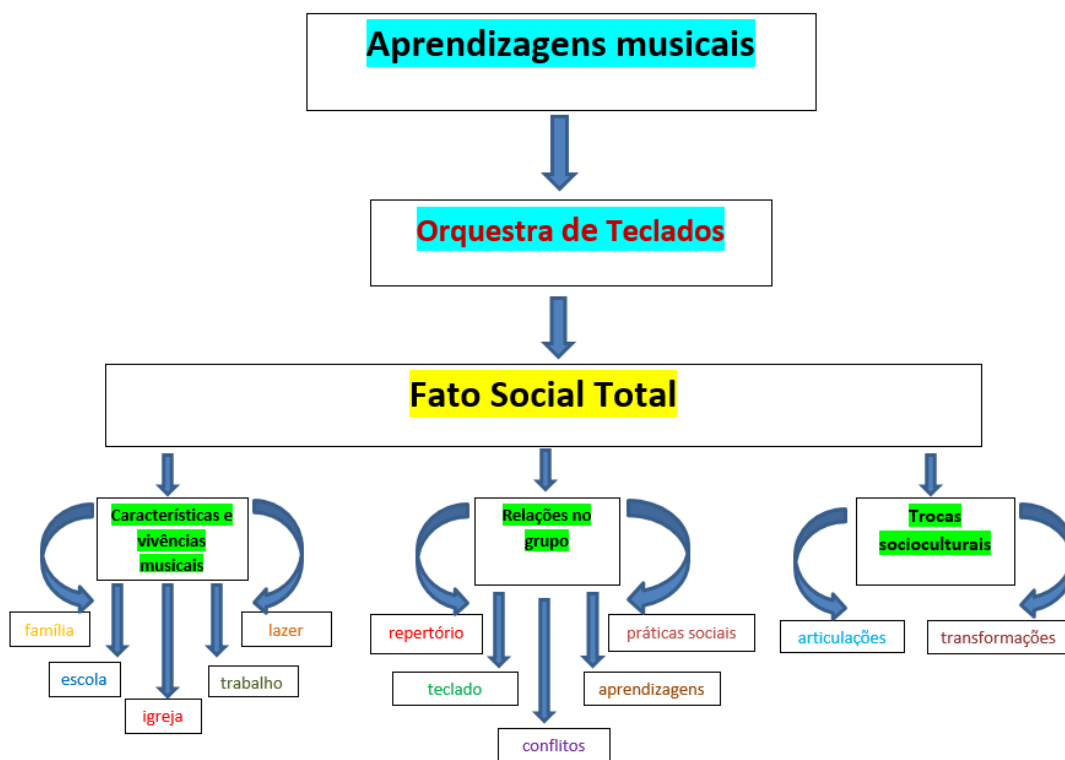 Aprendizagens musicais
Orquestra de Teclados
Fato Social Total
Características e
vivências
musicais
família
escola
igreja
trabalho
lazer
Relações no
grupo
repertório
teclado
conflitos
aprendizagens
práticas sociais
Trocas
socioculturais
articulações
transformações